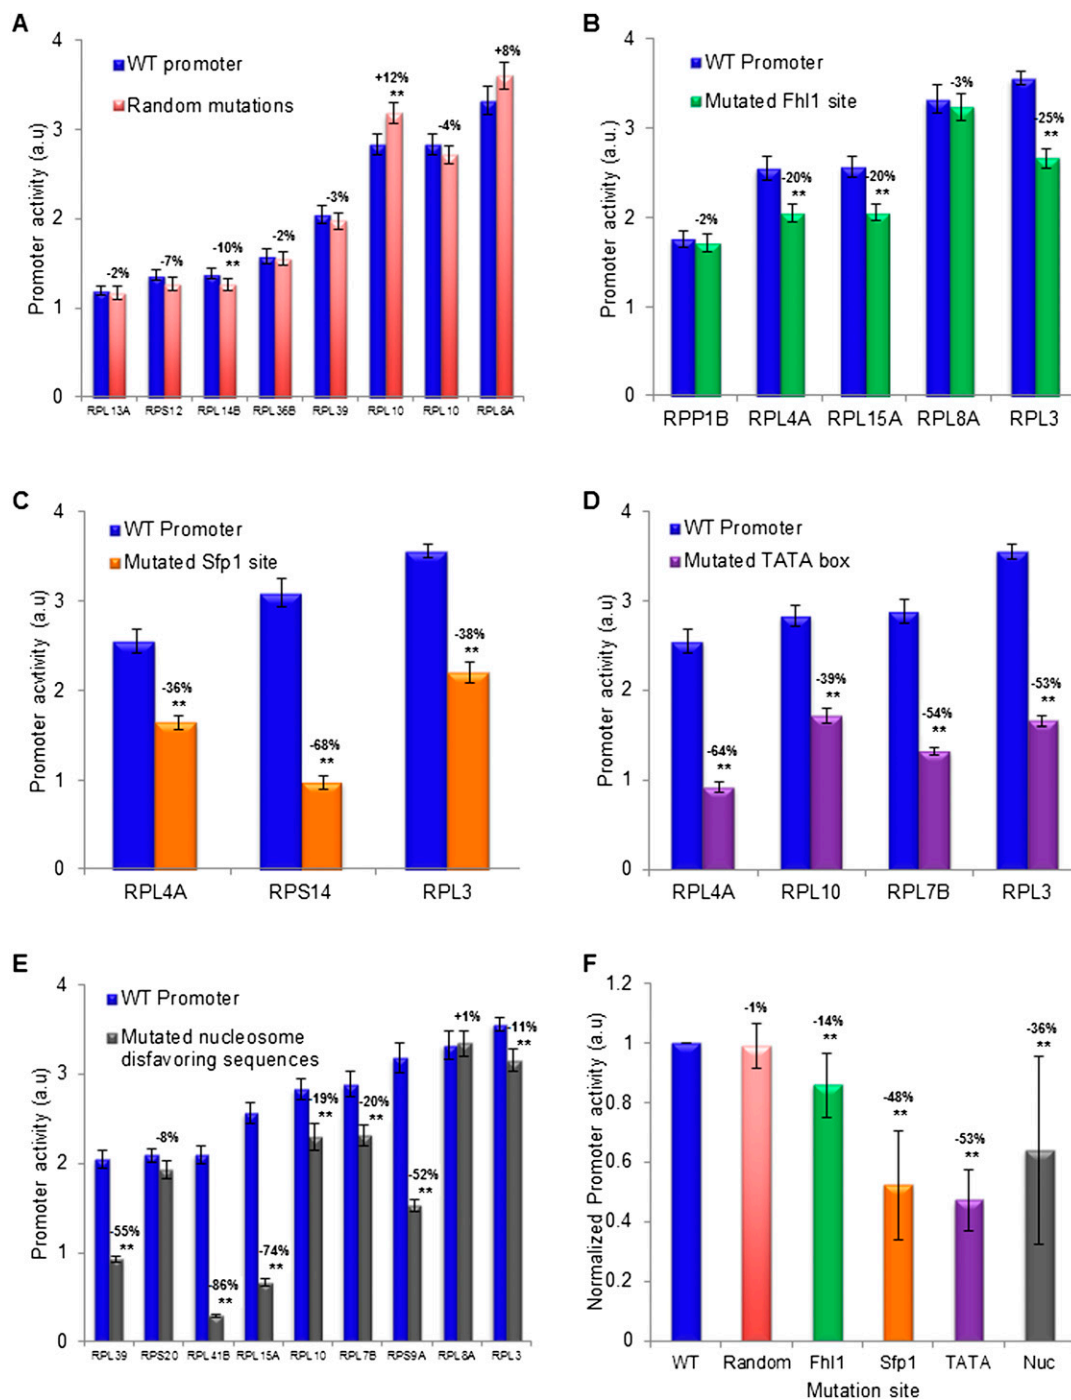 A
4
3
2
1
0
Promoter activity (a.u)
WT promoter
Random mutations
-2%
-7%
-10%
**
-2%
-3%
+12%
**
-4%
+8%
RPL13A RPS12 RPL14B RPL36B RPL39 RPL10 RPL10 RPL8A
B
4
3
2
1
0
Promoter activity (a.u.)
WT Promoter
Mutated Fhl1 site
-2%
-20%
**
-20%
**
-3%
-25%
**
RPP1B RPL4A RPL15A RPL8A RPL3
C
4
3
2
1
0
Promoter acvtivity (a.u)
WT Promoter
Mutated Sfp1 site
-36%
**
-68%
**
-38%
**
RPL4A RPS14 RPL3
D
4
3
2
1
0
Promoter activity (a.u)
WT Promoter
Mutated TATA box
-64%
**
-39%
**
-54%
**
-53%
**
RPL4A RPL10 RPL7B RPL3
E
4
3
2
1
0
Promoter activity (a.u)
WT Promoter
Mutated nucleosome
disfavoring sequences
-55%
**
-8%
-86%
**
-74%
**
-19%
**
-20%
**
-52%
**
+1%
-11%
**
RPL39 RPS20 RPL41B RPL15A RPL10 RPL7B RPS9A RPL8A RPL3
F
1.2
1
0.8
0.6
0.4
0.2
0
Normalized Promoter activity (a.u)
-1%
-14%
**
-48%
**
-53%
**
-36%
**
WT Random Fhl1 Sfp1 TATA Nuc
Mutation site